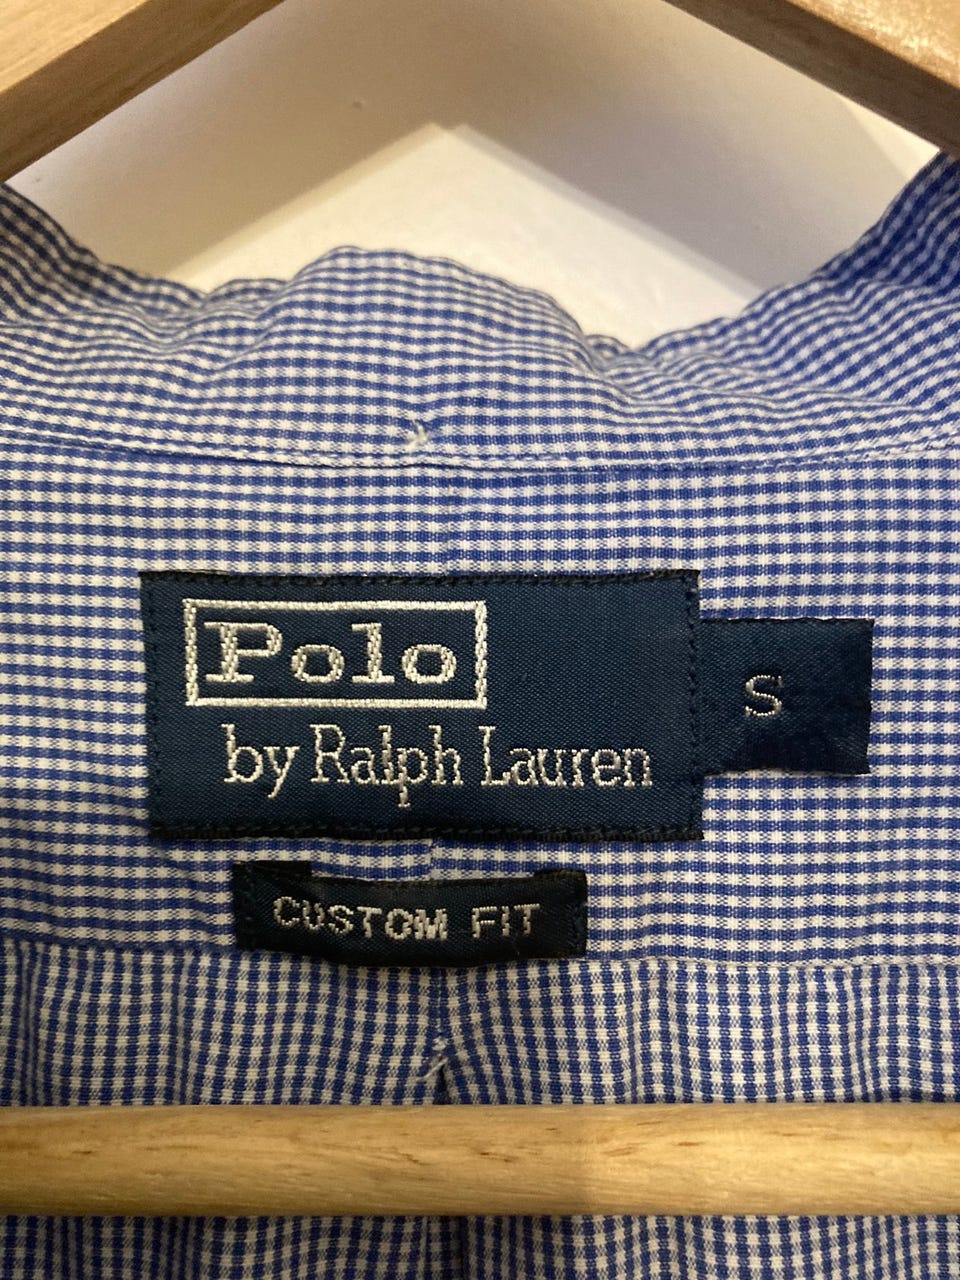 Polo
by Ralph Lauren
S
CUSTOM FIT